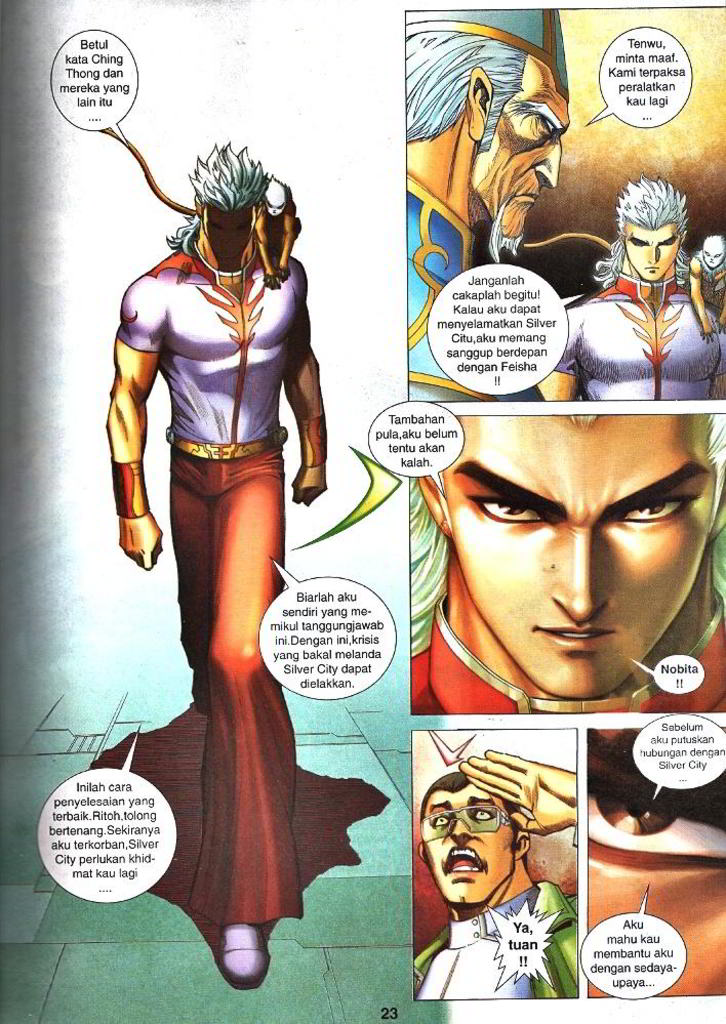 Betul
kata Ching
Thong dan
mereka yang
lain itu
....
Biarlah aku
sendiri yang me-
mikul tanggungjawab
ini.Dengan ini,krisis
yang bakal melanda
Silver City dapat
dielakkan.
Inilah cara
penyelesaian yang
terbaik.Ritoh,tolong
bertenang.Sekiranya
aku terkorban,Silver
City perlukan khid-
mat kau lagi
....
Tenwu,
minta maaf.
Kami terpaksa
peralatkan
kau lagi
...
Janganlah
cakaplah begitu!
Kalau aku dapat
menyelamatkan Silver
Citu,aku memang
sanggup berdepan
dengan Feisha
!!
Tambahan
pula,aku belum
tentu akan
kalah.
Nobita
!!
Ya,
tuan
!!
Sebelum
aku putuskan
hubungan dengan
Silver City
...
Aku
mahu kau
membantu aku
dengan sedaya-
upaya...
23